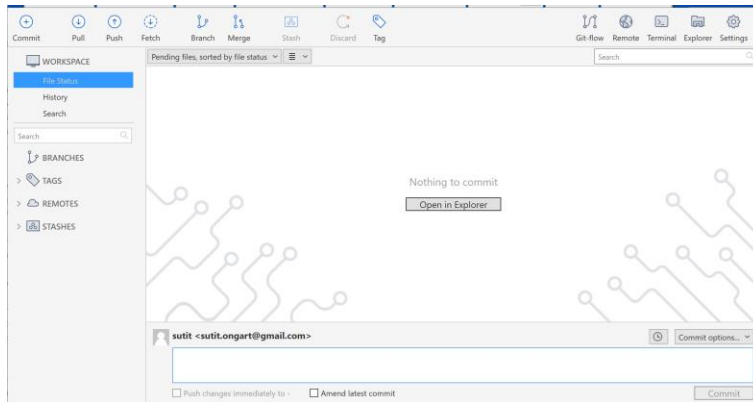 Commit Pull Push Fetch Branch Merge Stash Discard Tag Git-flow Remote Terminal Explorer Settings
WORKSPACE
File Status
History
Search
Search
BRANCHES
TAGS
REMOTES
STASHES
Pending files, sorted by file status
Search
Nothing to commit
Open in Explorer
sutit <sutit.ongart@gmail.com>
Commit options...
Push changes immediately to -
Amend latest commit
Commit